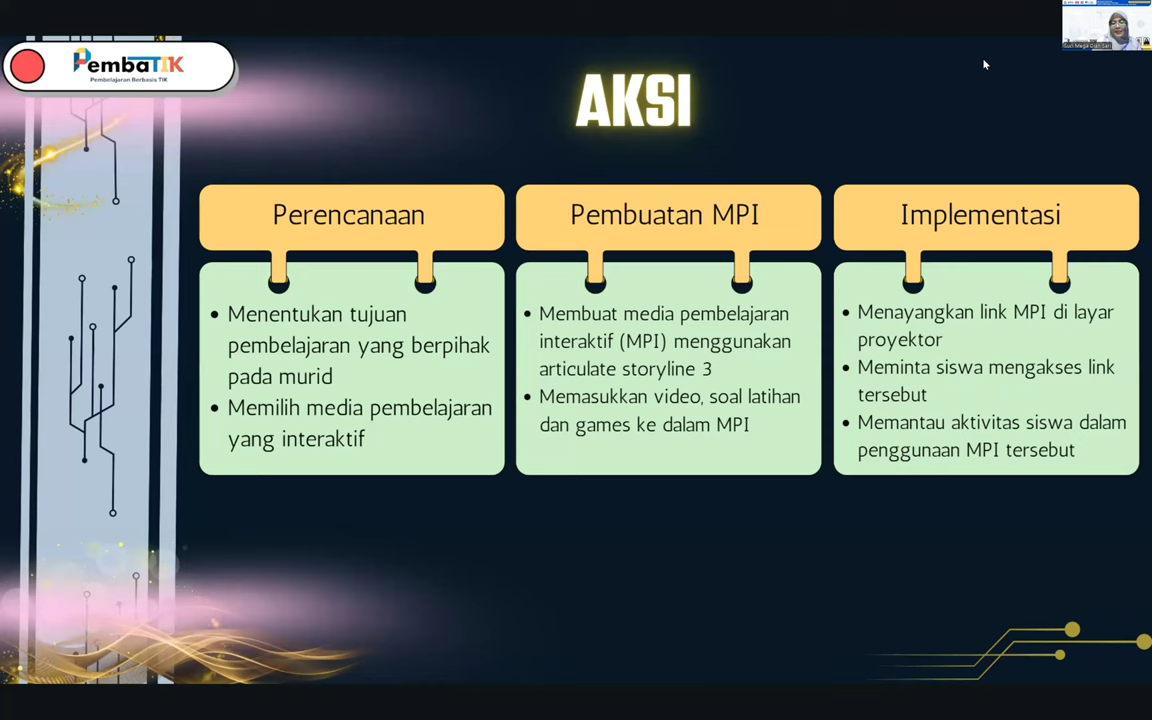 PembaTIK
Pembelajaran Berbasis TIK
AKSI
Perencanaan
• Menentukan tujuan
pembelajaran yang berpihak
pada murid
• Memilih media pembelajaran
yang interaktif
Pembuatan MPI
• Membuat media pembelajaran
interaktif (MPI) menggunakan
articulate storyline 3
• Memasukkan video, soal latihan
dan games ke dalam MPI
Implementasi
• Menayangkan link MPI di layar
proyektor
• Meminta siswa mengakses link
tersebut
• Memantau aktivitas siswa dalam
penggunaan MPI tersebut